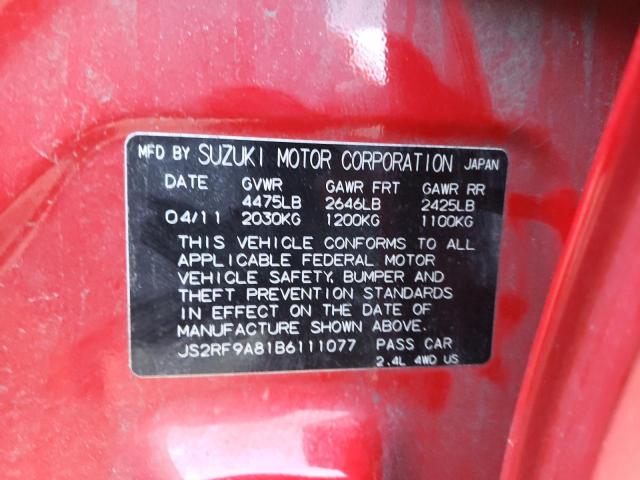 MFD BY SUZUKI MOTOR CORPORATION JAPAN
DATE GVWR GAWR FRT GAWR RR
4475LB 2646LB 2425LB
04/11 2030KG 1200KG 1100KG
THIS VEHICLE CONFORMS TO ALL
APPLICABLE FEDERAL MOTOR
VEHICLE SAFETY, BUMPER AND
THEFT PREVENTION STANDARDS
IN EFFECT ON THE DATE OF
MANUFACTURE SHOWN ABOVE.
JS2RF9A81B6111077 PASS CAR
2.4L 4WD US